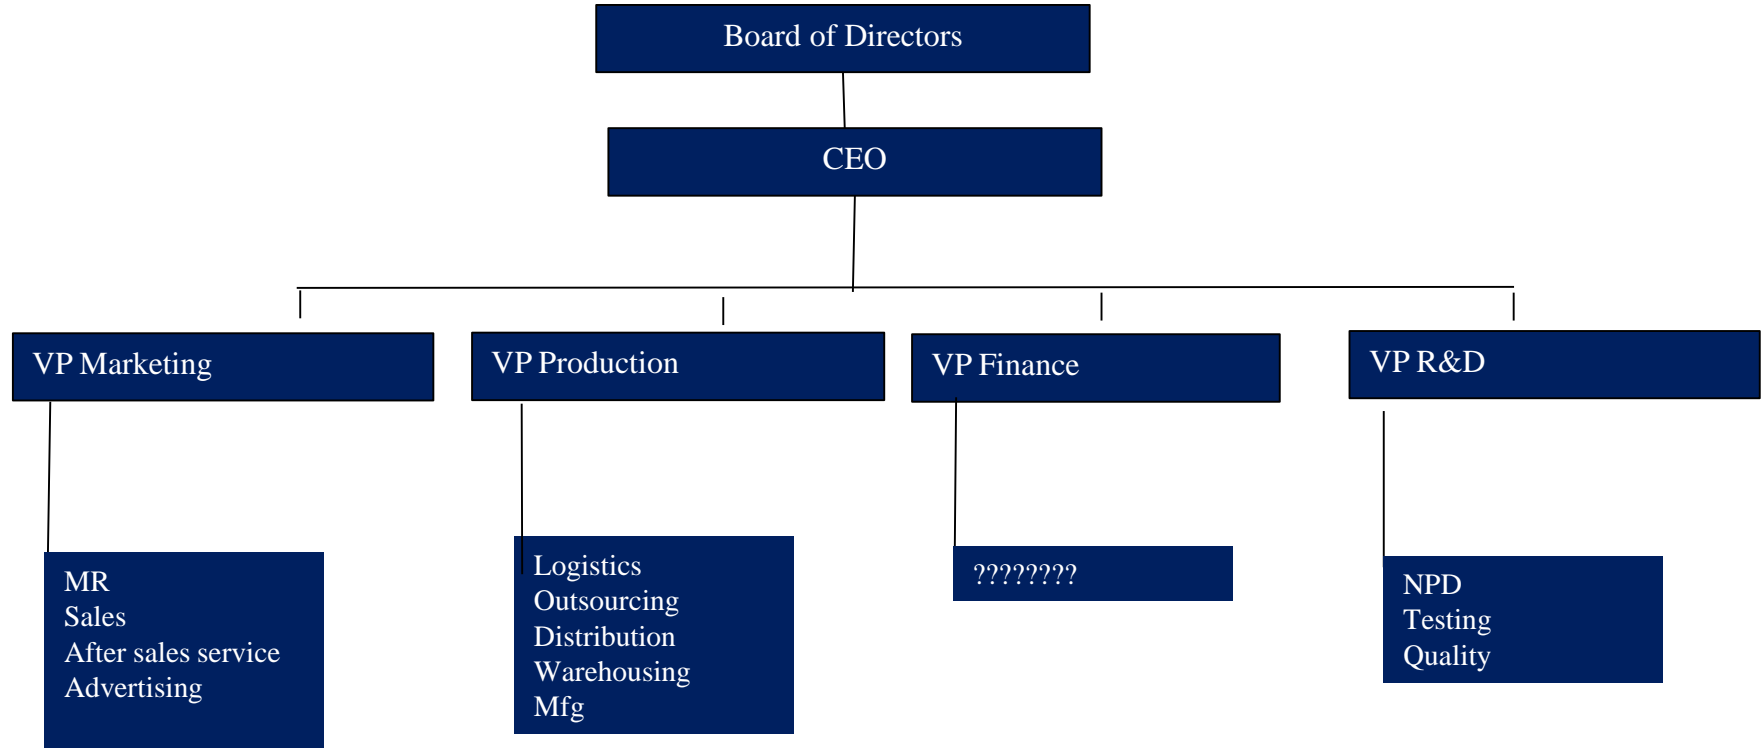 Board of Directors
CEO
VP Marketing
VP Production
VP Finance
VP R&D
MR
Sales
After sales service
Advertising
Logistics
Outsourcing
Distribution
Warehousing
Mfg
????????
NPD
Testing
Quality